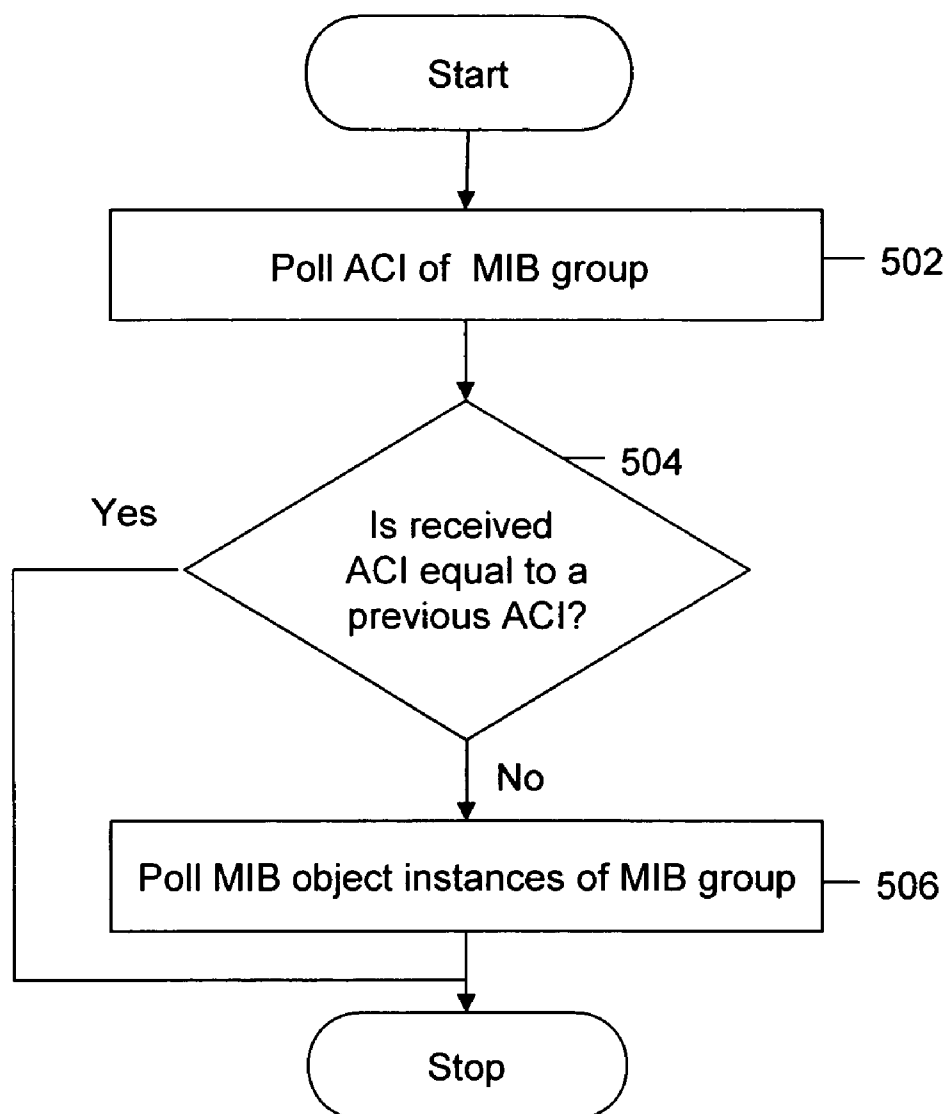 Start
Poll ACI of MIB group
502
504
Yes
Is received
ACI equal to a
previous ACI?
No
Poll MIB object instances of MIB group
506
Stop